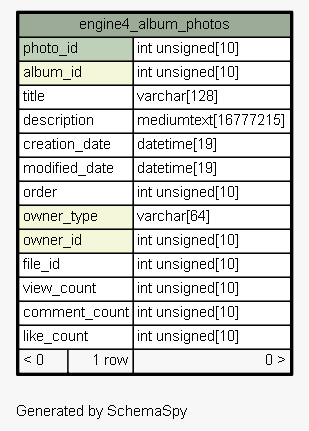 engine4_album_photos
photo_id int unsigned[10]
album_id int unsigned[10]
title varchar[128]
description mediumtext[16777215]
creation_date datetime[19]
modified_date datetime[19]
order int unsigned[10]
owner_type varchar[64]
owner_id int unsigned[10]
file_id int unsigned[10]
view_count int unsigned[10]
comment_count int unsigned[10]
like_count int unsigned[10]
< 0 1 row 0 >
Generated by SchemaSpy